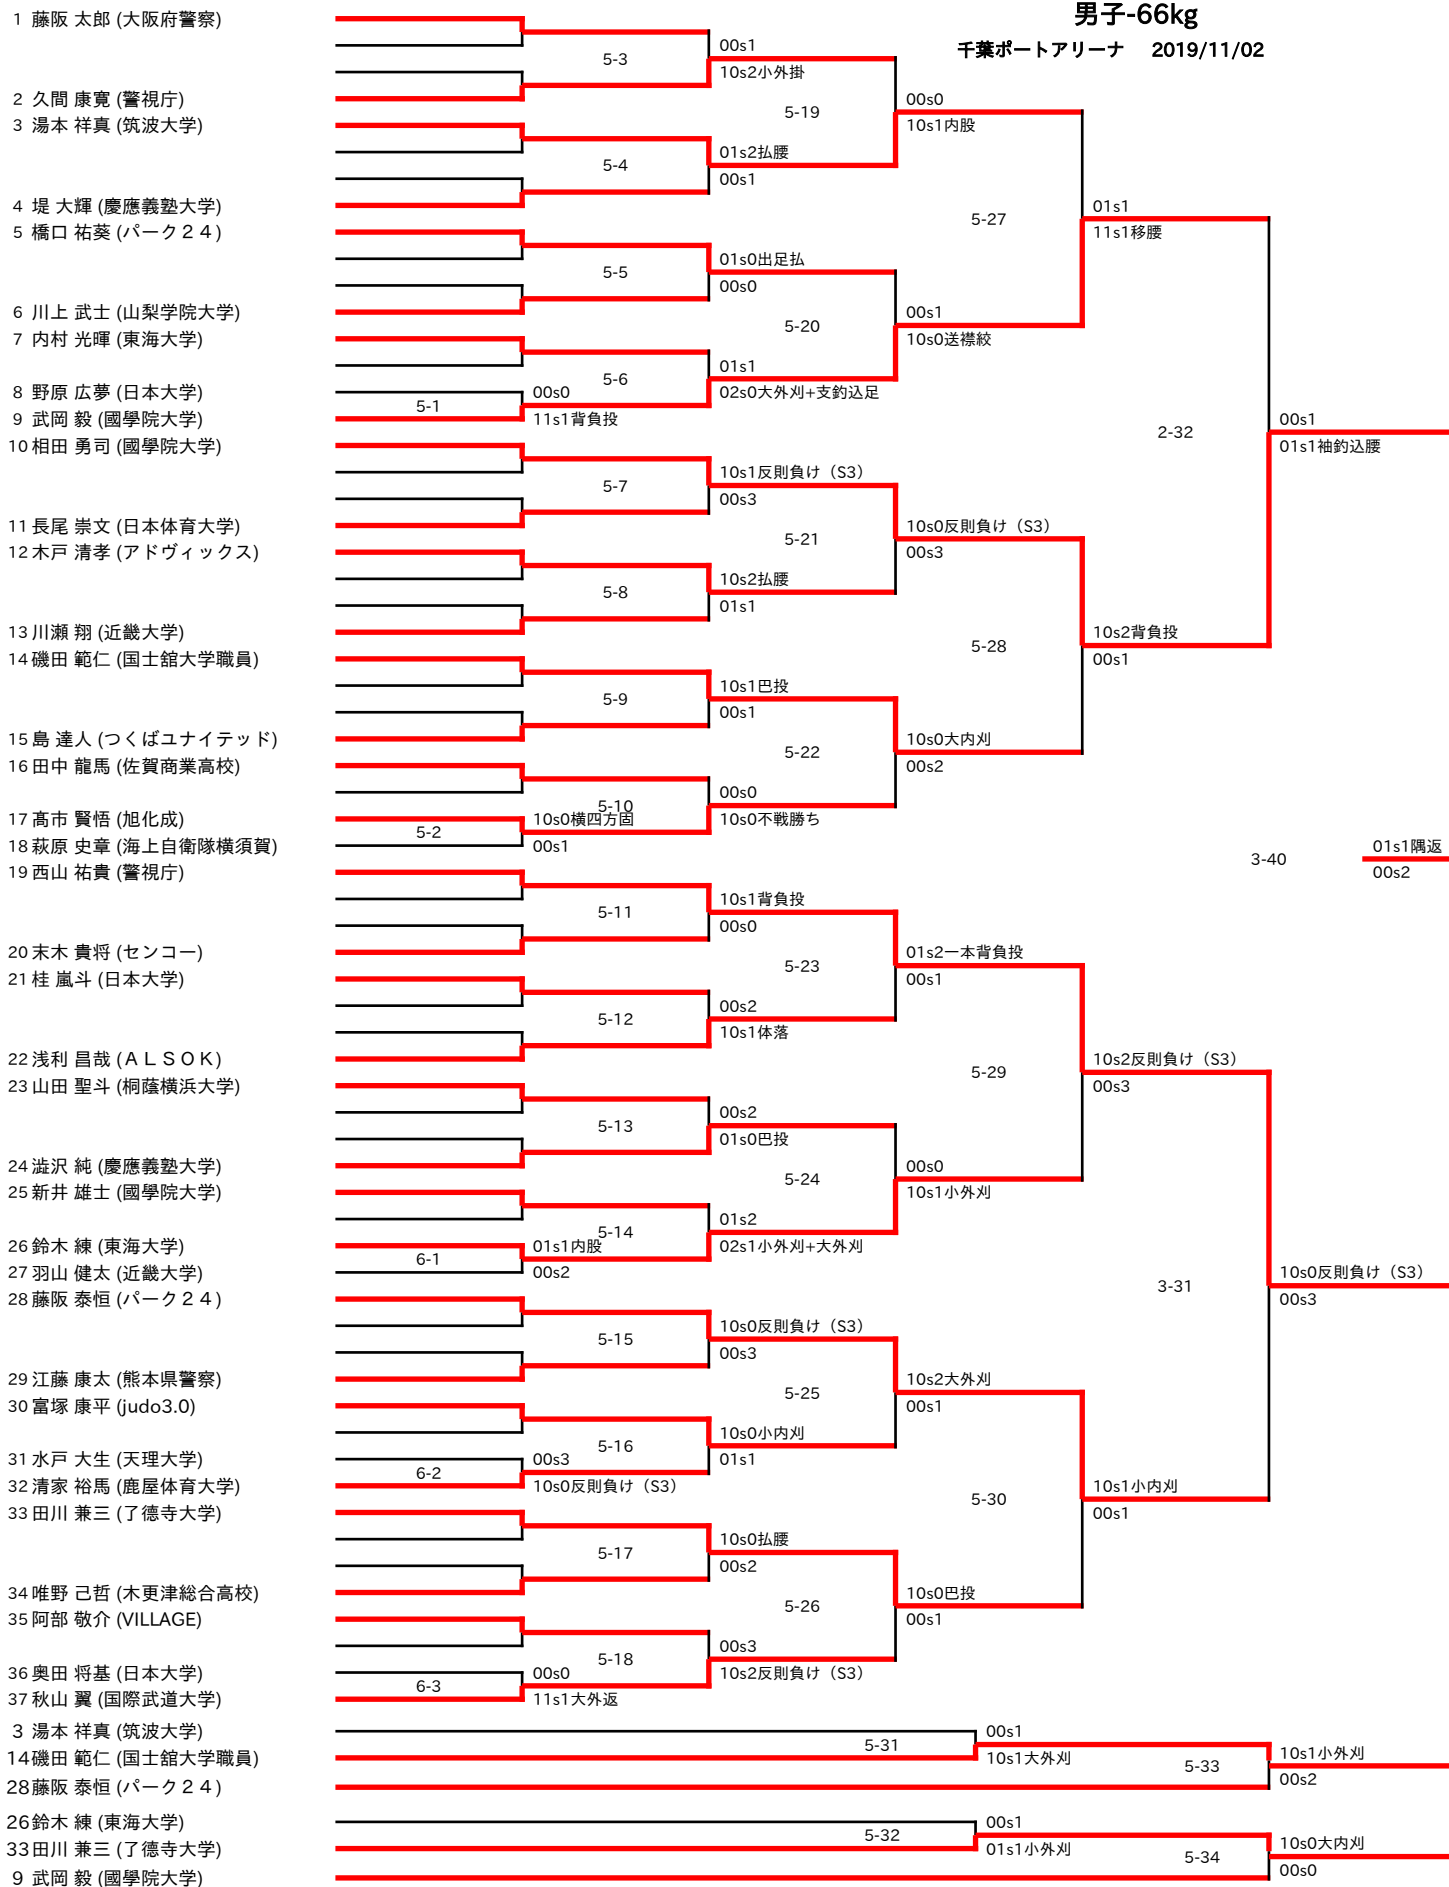 男子-66kg
千葉ポートアリーナ 2019/11/02
1 藤阪 太郎 (大阪府警察)
00s1
5-3
10s2小外掛
2 久間 康寛 (警視庁)
00s0
5-19
3 湯本 祥真 (筑波大学)
10s1内股
01s2払腰
5-4
00s1
4 堤 大輝 (慶應義塾大学)
01s1
5-27
5 橋口 祐葵 (パーク２４)
11s1移腰
01s0出足払
5-5
00s0
6 川上 武士 (山梨学院大学)
00s1
5-20
7 内村 光暉 (東海大学)
10s0送襟絞
01s1
5-6
8 野原 広夢 (日本大学)
00s0
02s0大外刈+支釣込足
5-1
9 武岡 毅 (國學院大学)
11s1背負投
00s1
2-32
10 相田 勇司 (國學院大学)
01s1袖釣込腰
10s1反則負け（S3）
5-7
00s3
11 長尾 崇文 (日本体育大学)
10s0反則負け（S3）
5-21
12 木戸 清孝 (アドヴィックス)
00s3
10s2払腰
5-8
01s1
13 川瀬 翔 (近畿大学)
10s2背負投
5-28
14 磯田 範仁 (国士舘大学職員)
00s1
10s1巴投
5-9
00s1
15 島 達人 (つくばユナイテッド)
10s0大内刈
5-22
16 田中 龍馬 (佐賀商業高校)
00s2
00s0
5-10
17 髙市 賢悟 (旭化成)
10s0横四方固
10s0不戦勝ち
5-2
18 萩原 史章 (海上自衛隊横須賀)
00s1
01s1隅返
3-40
19 西山 祐貴 (警視庁)
00s2
10s1背負投
5-11
00s0
20 末木 貴将 (センコー)
01s2一本背負投
5-23
21 桂 嵐斗 (日本大学)
00s1
00s2
5-12
10s1体落
22 浅利 昌哉 (ＡＬＳＯＫ)
10s2反則負け（S3）
5-29
23 山田 聖斗 (桐蔭横浜大学)
00s3
00s2
5-13
01s0巴投
24 澁沢 純 (慶應義塾大学)
00s0
5-24
25 新井 雄士 (國學院大学)
10s1小外刈
01s2
5-14
26 鈴木 練 (東海大学)
01s1内股
02s1小外刈+大外刈
6-1
27 羽山 健太 (近畿大学)
00s2
10s0反則負け（S3）
3-31
28 藤阪 泰恒 (パーク２４)
00s3
10s0反則負け（S3）
5-15
00s3
29 江藤 康太 (熊本県警察)
10s2大外刈
5-25
30 富塚 康平 (judo3.0)
00s1
10s0小内刈
5-16
31 水戸 大生 (天理大学)
00s3
01s1
6-2
32 清家 裕馬 (鹿屋体育大学)
10s0反則負け（S3）
10s1小内刈
5-30
33 田川 兼三 (了德寺大学)
00s1
10s0払腰
5-17
00s2
34 唯野 己哲 (木更津総合高校)
10s0巴投
5-26
35 阿部 敬介 (VILLAGE)
00s1
00s3
5-18
36 奥田 将基 (日本大学)
00s0
10s2反則負け（S3）
6-3
37 秋山 翼 (国際武道大学)
11s1大外返
3 湯本 祥真 (筑波大学)
00s1
5-31
14 磯田 範仁 (国士舘大学職員)
10s1大外刈
10s1小外刈
5-33
28 藤阪 泰恒 (パーク２４)
00s2
26 鈴木 練 (東海大学)
00s1
5-32
33 田川 兼三 (了德寺大学)
01s1小外刈
10s0大内刈
5-34
9 武岡 毅 (國學院大学)
00s0